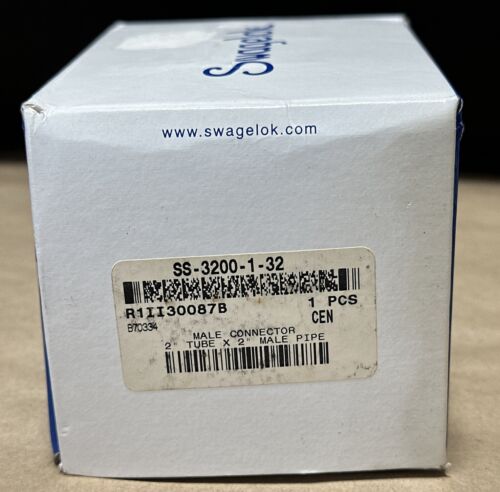 Swagelok
www.swagelok.com
SS-3200-1-32
R1II30087B 1 PCS
B70334 CEN
MALE CONNECTOR
2" TUBE X 2" MALE PIPE